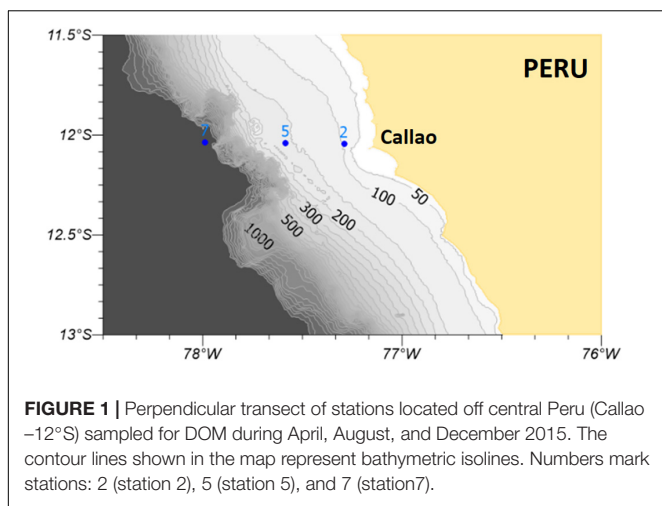 11.5°S
PERU
12°S
7
5
2
Callao
50
100
200
300
500
1000
12.5°S
13°S
78°W
77°W
76°W
FIGURE 1 | Perpendicular transect of stations located off central Peru (Callao
–12°S) sampled for DOM during April, August, and December 2015. The
contour lines shown in the map represent bathymetric isolines. Numbers mark
stations: 2 (station 2), 5 (station 5), and 7 (station7).